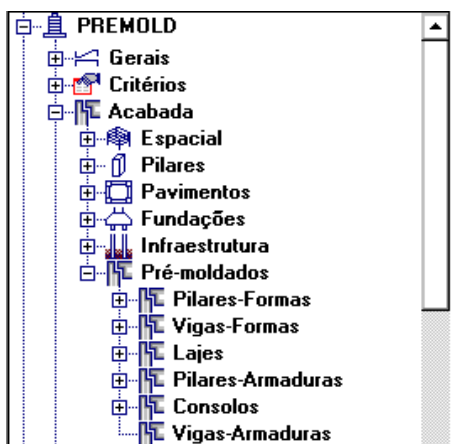 PREMOLD
Gerais
Critérios
Acabada
Espacial
Pilares
Pavimentos
Fundações
Infraestrutura
Pré-moldados
Pilares-Formas
Vigas-Formas
Lajes
Pilares-Armaduras
Consolos
Vigas-Armaduras